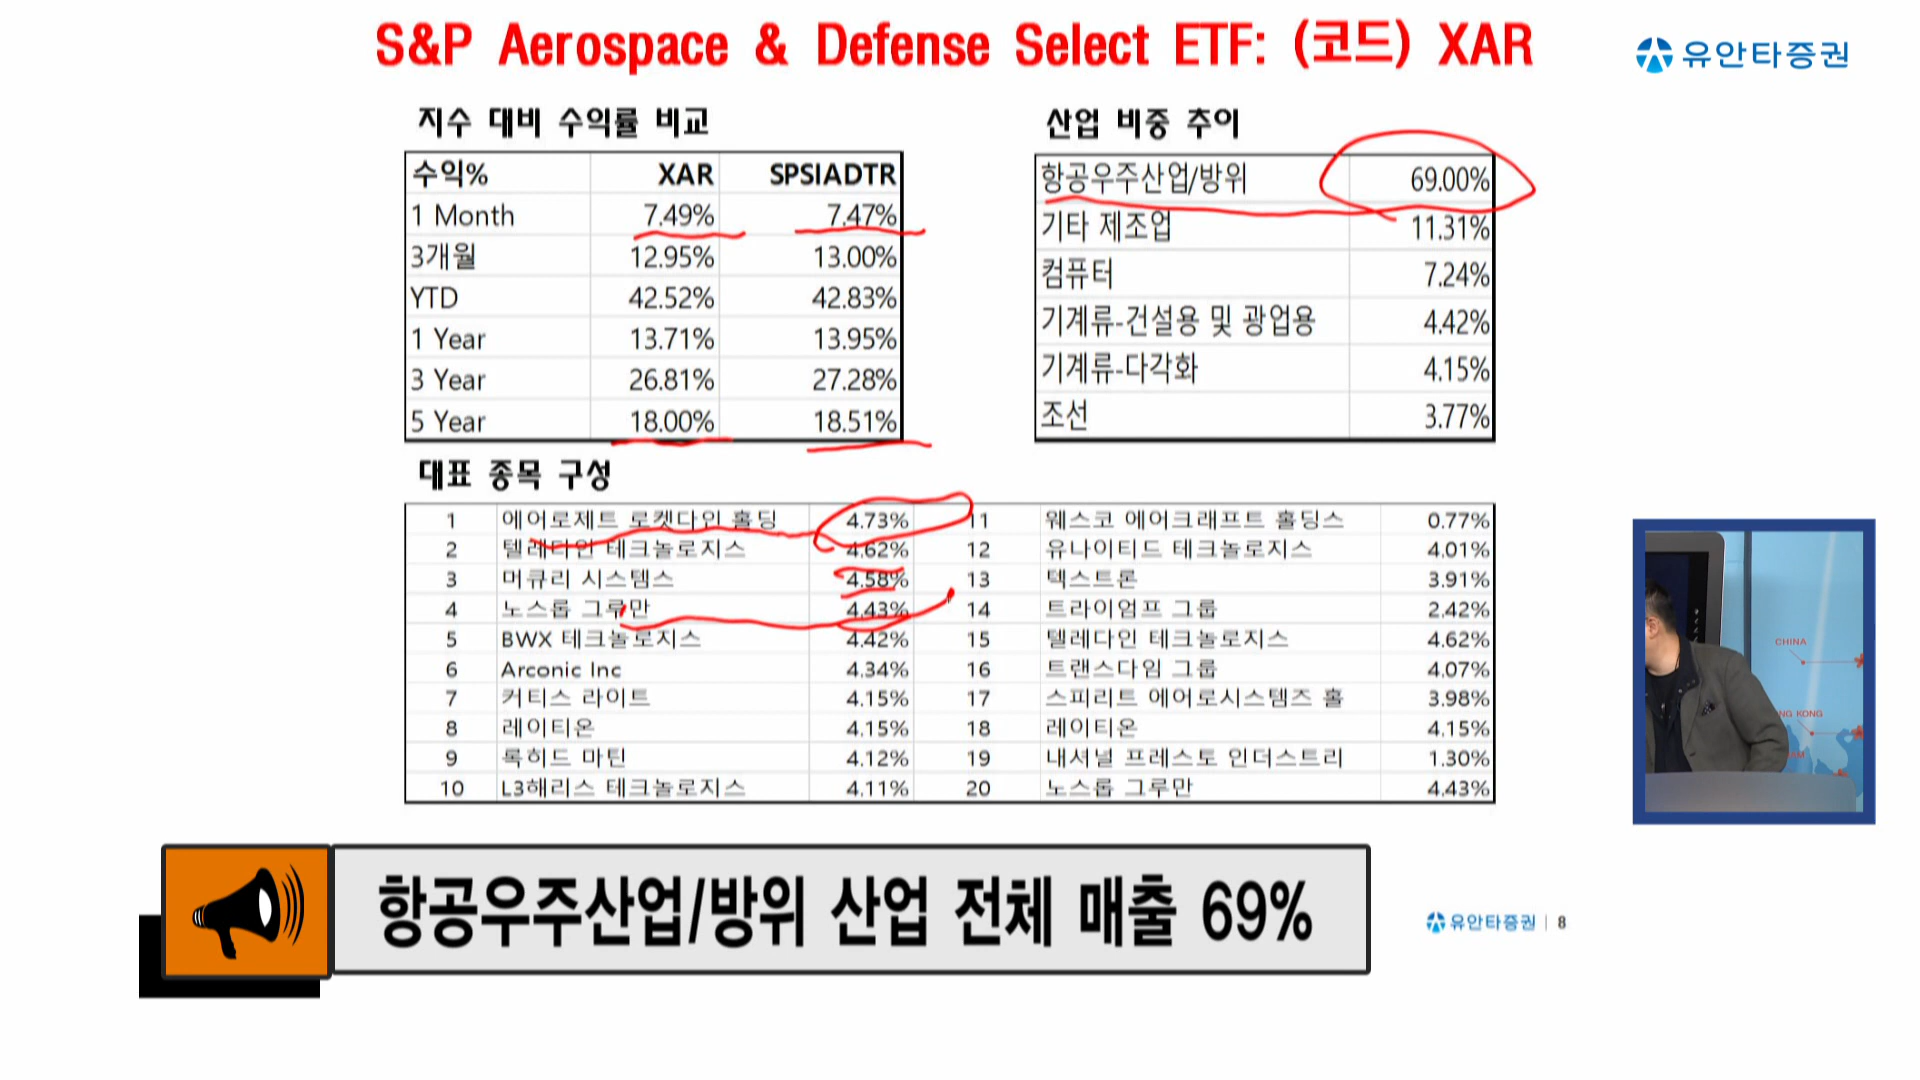 S&P Aerospace & Defense Select ETF: (코드) XAR
유안타증권
지수 대비 수익률 비교
수익% XAR SPSIADTR
1 Month 7.49% 7.47%
3개월 12.95% 13.00%
YTD 42.52% 42.83%
1 Year 13.71% 13.95%
3 Year 26.81% 27.28%
5 Year 18.00% 18.51%
산업 비중 추이
항공우주산업/방위 69.00%
기타 제조업 11.31%
컴퓨터 7.24%
기계류-건설용 및 광업용 4.42%
기계류-다각화 4.15%
조선 3.77%
대표 종목 구성
1 에어로제트 로켓다인 홀딩 4.73% 11 웨스코 에어크래프트 홀딩스 0.77%
2 텔레다인 테크놀로지스 4.62% 12 유나이티드 테크놀로지스 4.01%
3 머큐리 시스템스 4.58% 13 텍스트론 3.91%
4 노스롭 그루만 4.43% 14 트라이엄프 그룹 2.42%
5 BWX 테크놀로지스 4.42% 15 텔레다인 테크놀로지스 4.62%
6 Arconic Inc 4.34% 16 트랜스다임 그룹 4.07%
7 커티스 라이트 4.15% 17 스피리트 에어로시스템즈 홀 3.98%
8 레이티온 4.15% 18 레이티온 4.15%
9 록히드 마틴 4.12% 19 내셔널 프레스토 인더스트리 1.30%
10 L3해리스 테크놀로지스 4.11% 20 노스롭 그루만 4.43%
CHINA
KONG
항공우주산업/방위 산업 전체 매출 69%
유안타증권 | 8